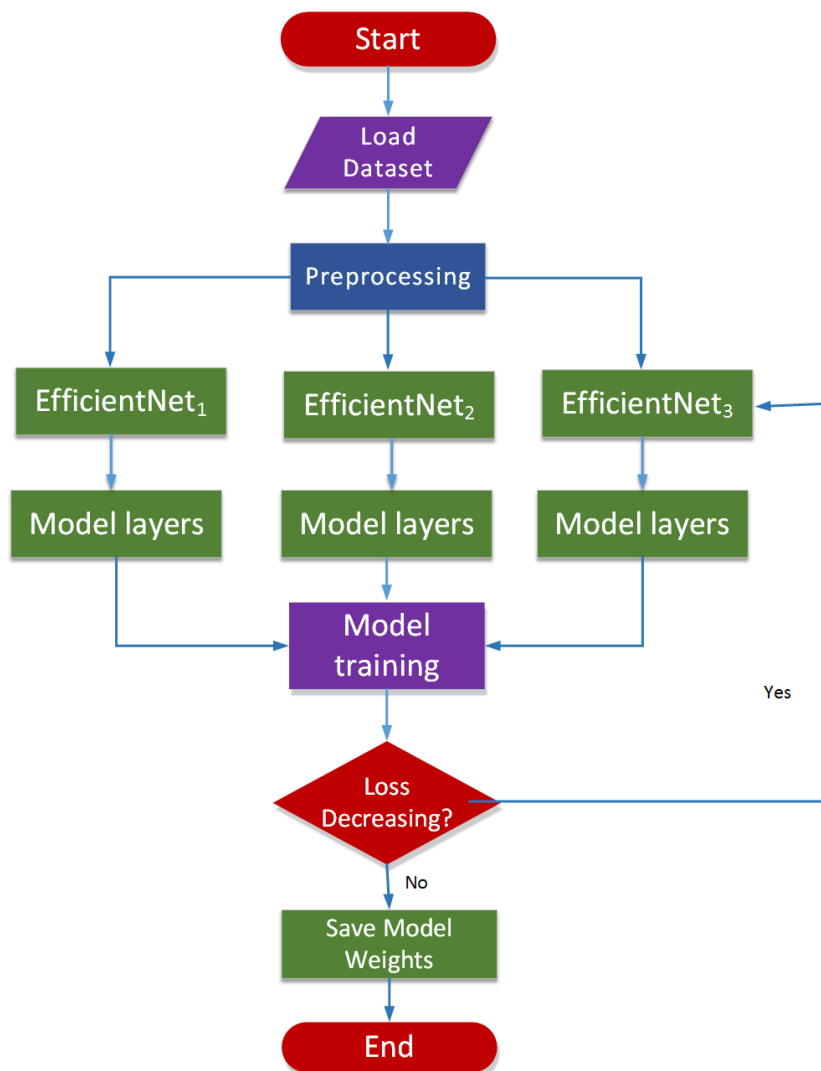 Start
Load
Dataset
Preprocessing
EfficientNet₁
EfficientNet₂
EfficientNet₃
Model layers
Model layers
Model layers
Model
training
Yes
Loss
Decreasing?
No
Save Model
Weights
End